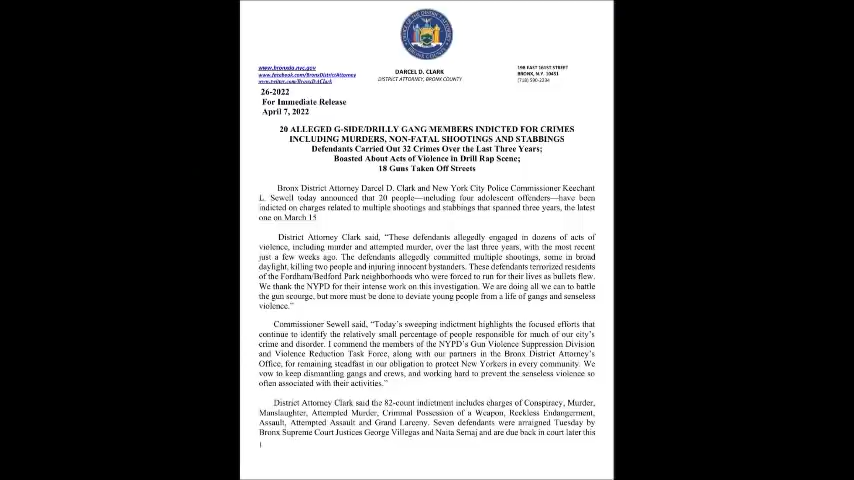 www.bronxda.nyc.gov
www.facebook.com/BronxDistrictAttorney
www.twitter.com/BronxDAClark
DARCEL D. CLARK
DISTRICT ATTORNEY, BRONX COUNTY
198 EAST 161ST STREET
BRONX, N.Y. 10451
(718) 590-2234
26-2022
For Immediate Release
April 7, 2022
20 ALLEGED G-SIDE/DRILLY GANG MEMBERS INDICTED FOR CRIMES
INCLUDING MURDERS, NON-FATAL SHOOTINGS AND STABBINGS
Defendants Carried Out 32 Crimes Over the Last Three Years;
Boasted About Acts of Violence in Drill Rap Scene;
18 Guns Taken Off Streets
Bronx District Attorney Darcel D. Clark and New York City Police Commissioner Keechant
L. Sewell today announced that 20 people—including four adolescent offenders—have been
indicted on charges related to multiple shootings and stabbings that spanned three years, the latest
one on March 15
District Attorney Clark said, “These defendants allegedly engaged in dozens of acts of
violence, including murder and attempted murder, over the last three years, with the most recent
just a few weeks ago. The defendants allegedly committed multiple shootings, some in broad
daylight, killing two people and injuring innocent bystanders. These defendants terrorized residents
of the Fordham/Bedford Park neighborhoods who were forced to run for their lives as bullets flew.
We thank the NYPD for their intense work on this investigation. We are doing all we can to battle
the gun scourge, but more must be done to deviate young people from a life of gangs and senseless
violence.”
Commissioner Sewell said, “Today’s sweeping indictment highlights the focused efforts that
continue to identify the relatively small percentage of people responsible for much of our city’s
crime and disorder. I commend the members of the NYPD’s Gun Violence Suppression Division
and Violence Reduction Task Force, along with our partners in the Bronx District Attorney’s
Office, for remaining steadfast in our obligation to protect New Yorkers in every community. We
vow to keep dismantling gangs and crews, and working hard to prevent the senseless violence so
often associated with their activities.”
District Attorney Clark said the 82-count indictment includes charges of Conspiracy, Murder,
Manslaughter, Attempted Murder, Criminal Possession of a Weapon, Reckless Endangerment,
Assault, Attempted Assault and Grand Larceny. Seven defendants were arraigned Tuesday by
Bronx Supreme Court Justices George Villegas and Naita Semaj and are due back in court later this